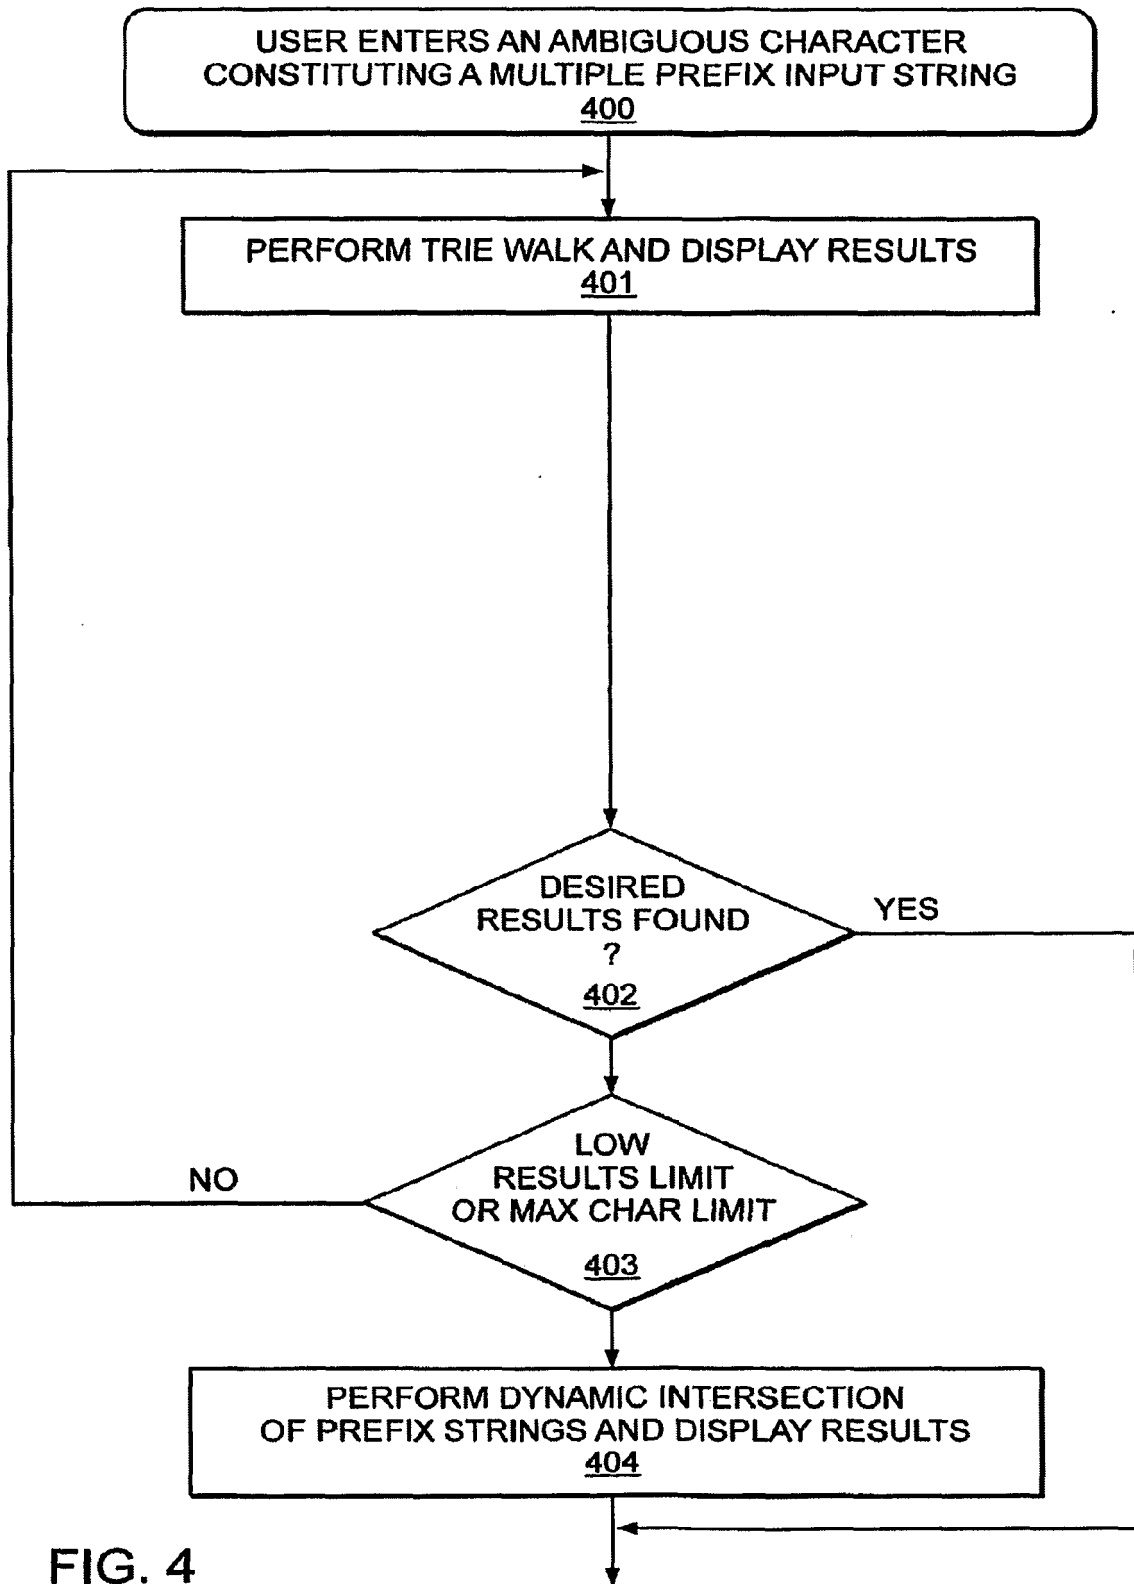 USER ENTERS AN AMBIGUOUS CHARACTER
CONSTITUTING A MULTIPLE PREFIX INPUT STRING
400
PERFORM TRIE WALK AND DISPLAY RESULTS
401
DESIRED
RESULTS FOUND
?
402
YES
LOW
RESULTS LIMIT
OR MAX CHAR LIMIT
403
NO
PERFORM DYNAMIC INTERSECTION
OF PREFIX STRINGS AND DISPLAY RESULTS
404
FIG. 4